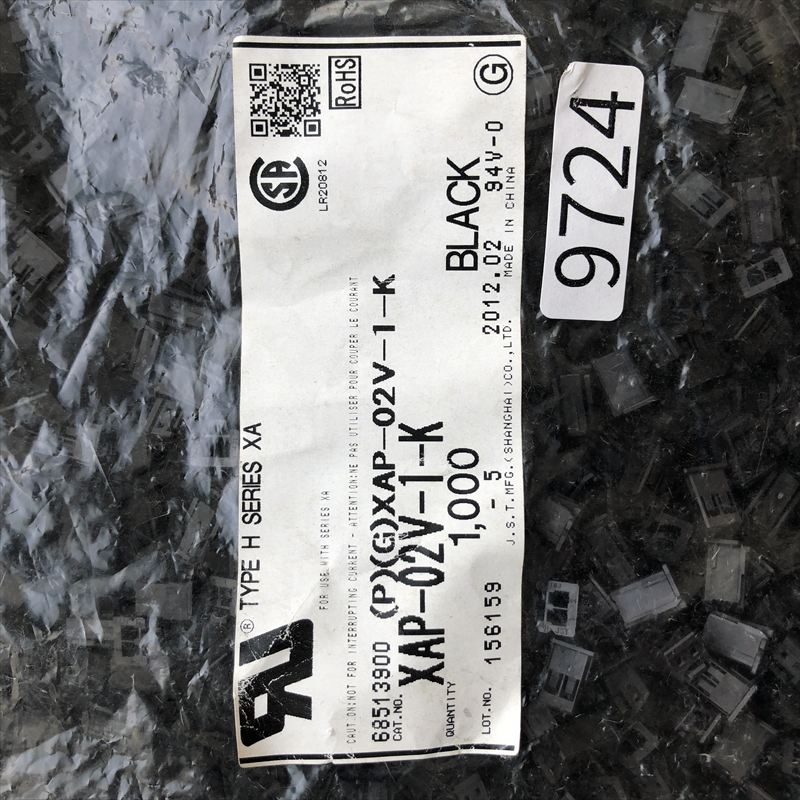 ® TYPE H SERIES XA
SA
LR20812
RoHS
FOR USE WITH SERIES XA
CAUTION:NOT FOR INTERRUPTING CURRENT - ATTENTION:NE PAS UTILISER POUR COUPER LE COURANT
68513900 (P)(G)XAP-02V-1-K
CAT.NO. XAP-02V-1-K BLACK
QUANTITY 1,000 2012.02 94V-0 G
LOT.NO. 156159 - 5
J.S.T.MFG.(SHANGHAI)CO.,LTD. MADE IN CHINA
9724